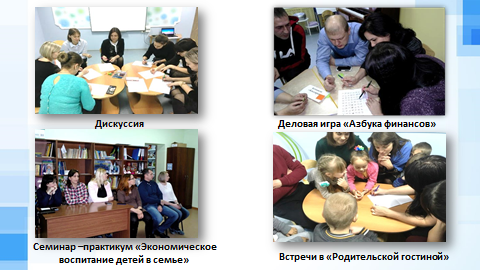 Дискуссия
Деловая игра «Азбука финансов»
Семинар –практикум «Экономическое
воспитание детей в семье»
Встречи в «Родительской гостиной»